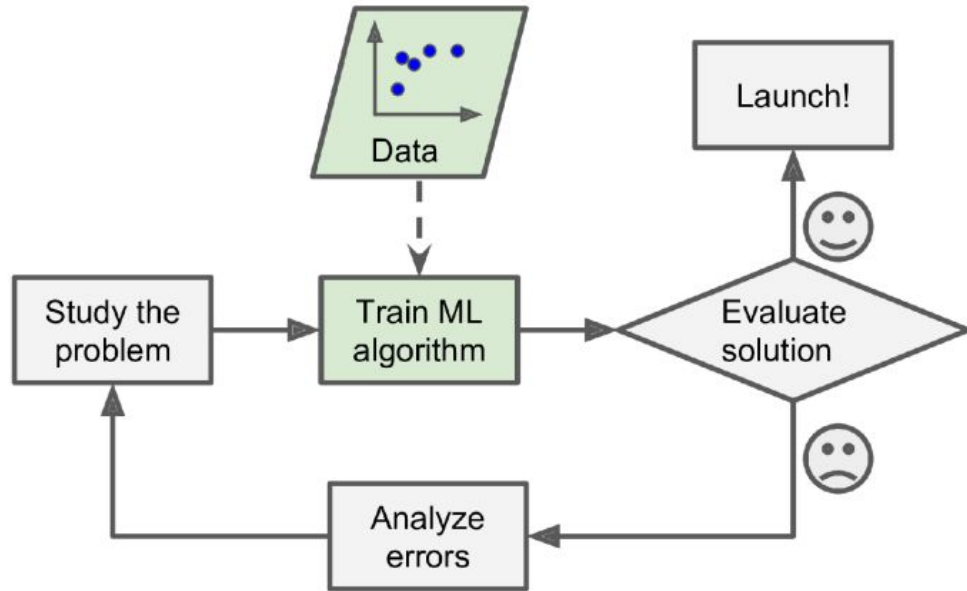 Data
Launch!
Study the
problem
Train ML
algorithm
Evaluate
solution
Analyze
errors